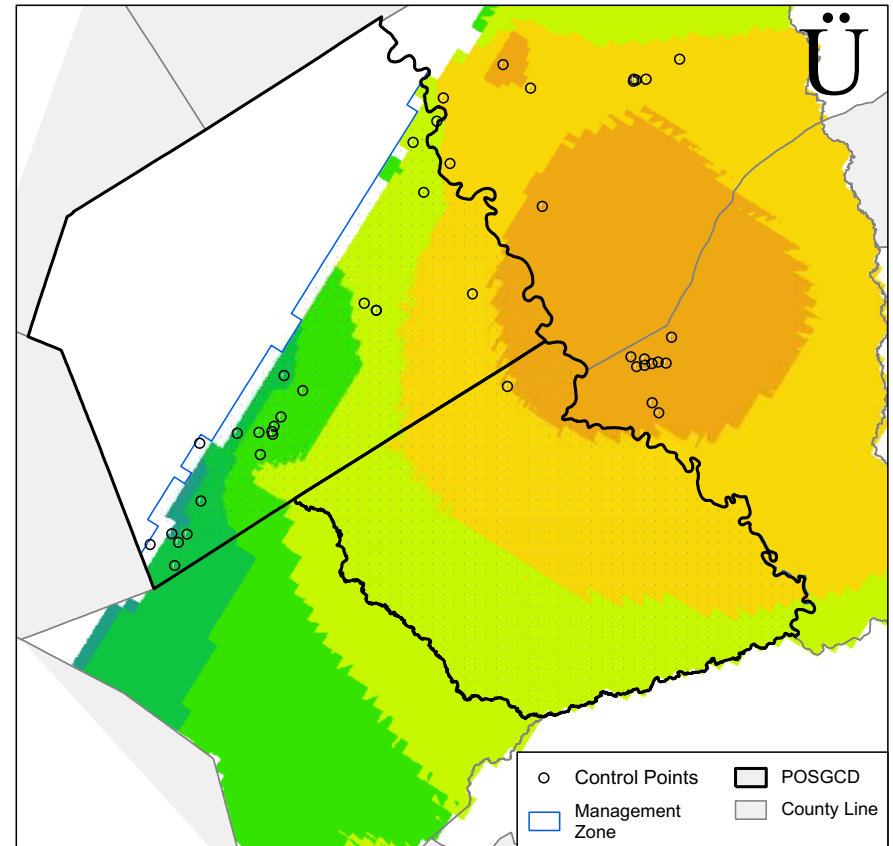 Ü
Control Points
POSGCD
Management
Zone
County Line